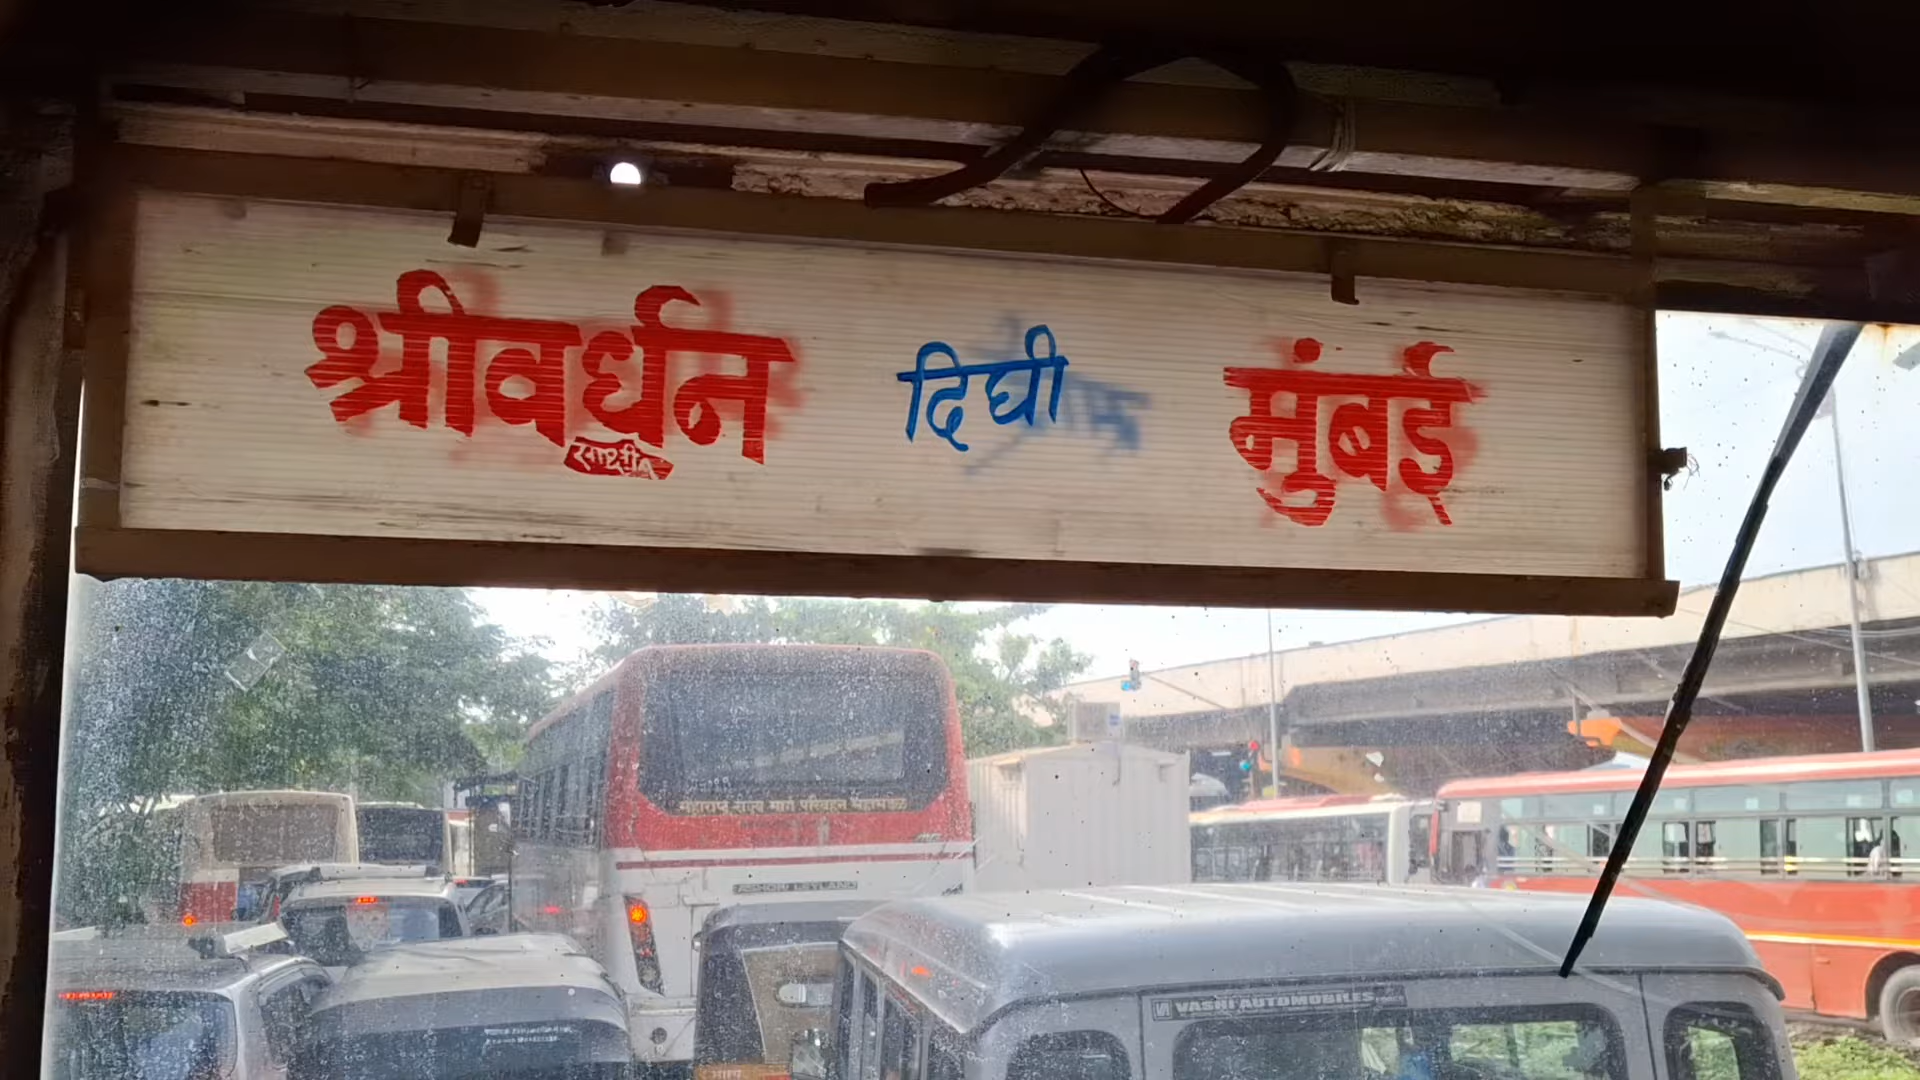 श्रीवर्धन दिघी मुंबई
महाराष्ट्र राज्य मार्ग परिवहन महामंडळ
ASHOK LEYLAND
VASHI AUTOMOBILES